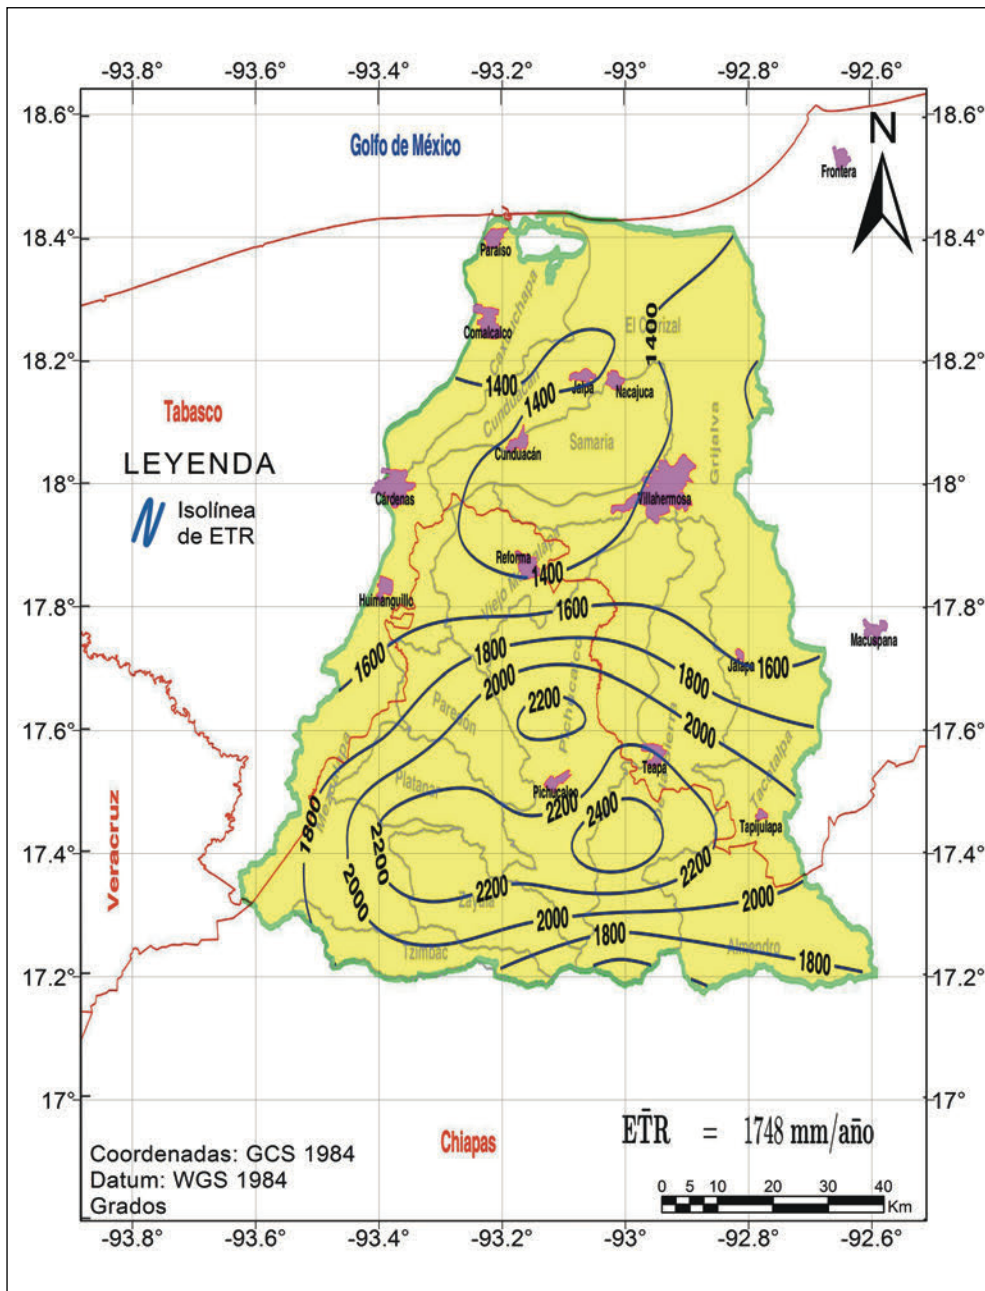 -93.8° -93.6° -93.4° -93.2° -93° -92.8° -92.6°
18.6° 18.6°
N
Golfo de México
Frontera
18.4° 18.4°
Paraiso
Comalcalco
El Carrizal
1400
18.2° 18.2°
1400
1400
Jalpa
Nacajuca
Tabasco
Cunduacán
Samaria
Cunduacán
Grijalva
LEYENDA
18° 18°
Cárdenas
Villahermosa
Isolínea
de ETR
Reforma
1400
Huimanguillo
17.8° 17.8°
1600
Macuspana
1600
1800
Jalapa
1600
2000
1800
2200
Paredón
Pichucalco
2000
17.6° 17.6°
Teapa
Platanar
Pichucalco
2200
2400
Tacotalpa
Tapijulapa
1800
2200
Veracruz
17.4° 17.4°
2000
2200
2200
Zayula
2000
2000
1800
Tzimbac
Almendro
1800
17.2° 17.2°
17° 17°
Chiapas
ETR = 1748 mm/año
Coordenadas: GCS 1984
Datum: WGS 1984
Grados
0 5 10 20 30 40
Km
-93.8° -93.6° -93.4° -93.2° -93° -92.8° -92.6°